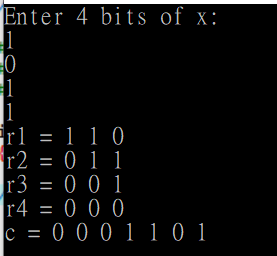 Enter 4 bits of x:
1
0
1
1
r1 = 1 1 0
r2 = 0 1 1
r3 = 0 0 1
r4 = 0 0 0
c = 0 0 0 1 1 0 1